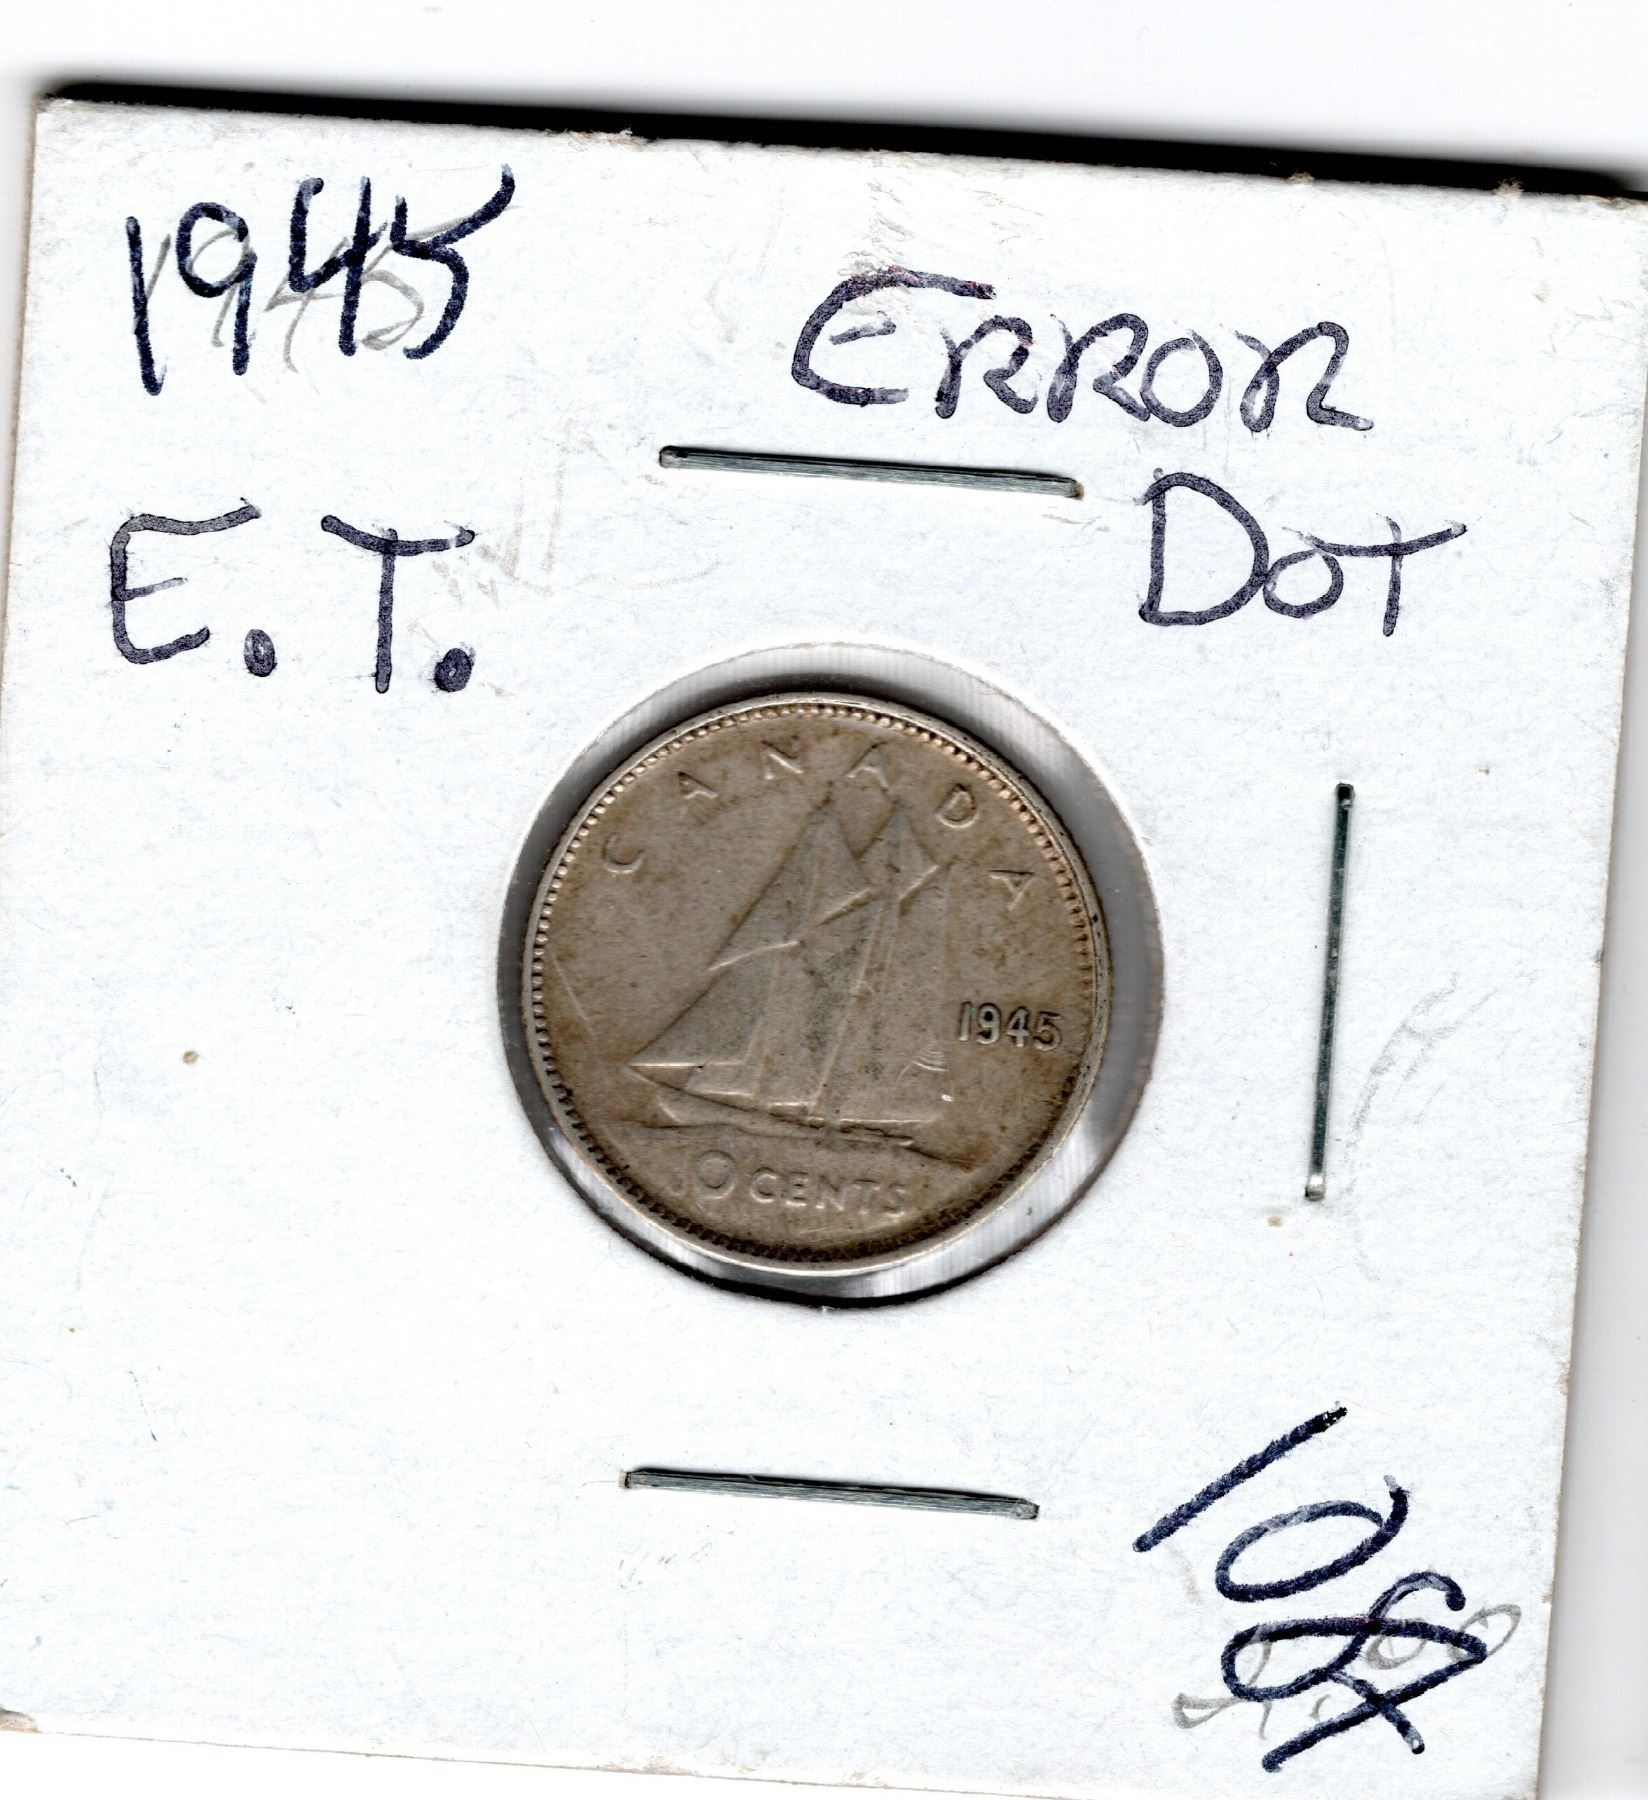 1945
ERROR
DOT
E.T.
CANADA
1945
10 CENTS
10¢